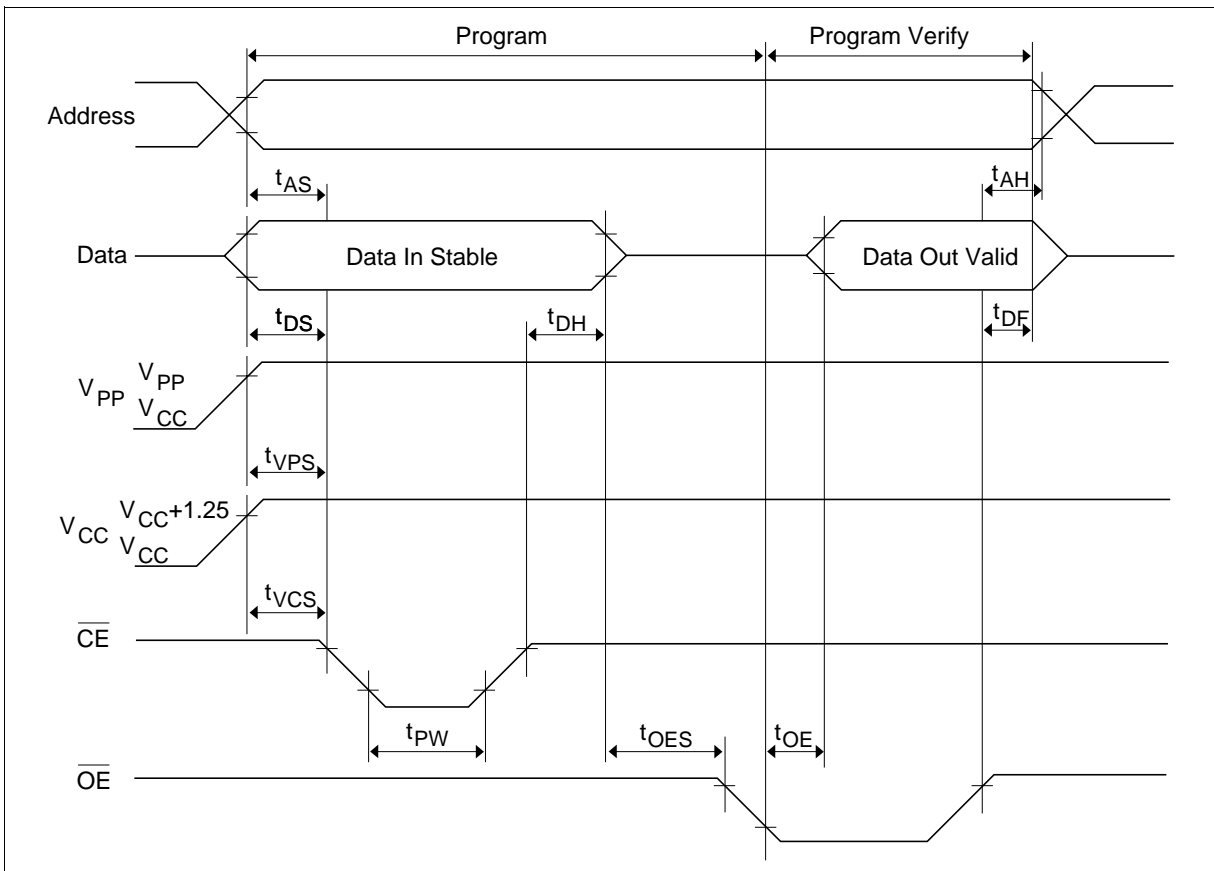 Program
Program Verify
Address
tAS
tAH
Data
Data In Stable
Data Out Valid
tDS
tDH
tDF
VPP
VPP
VCC
tVPS
VCC
VCC+1.25
VCC
tVCS
CE
tPW
tOES
tOE
OE